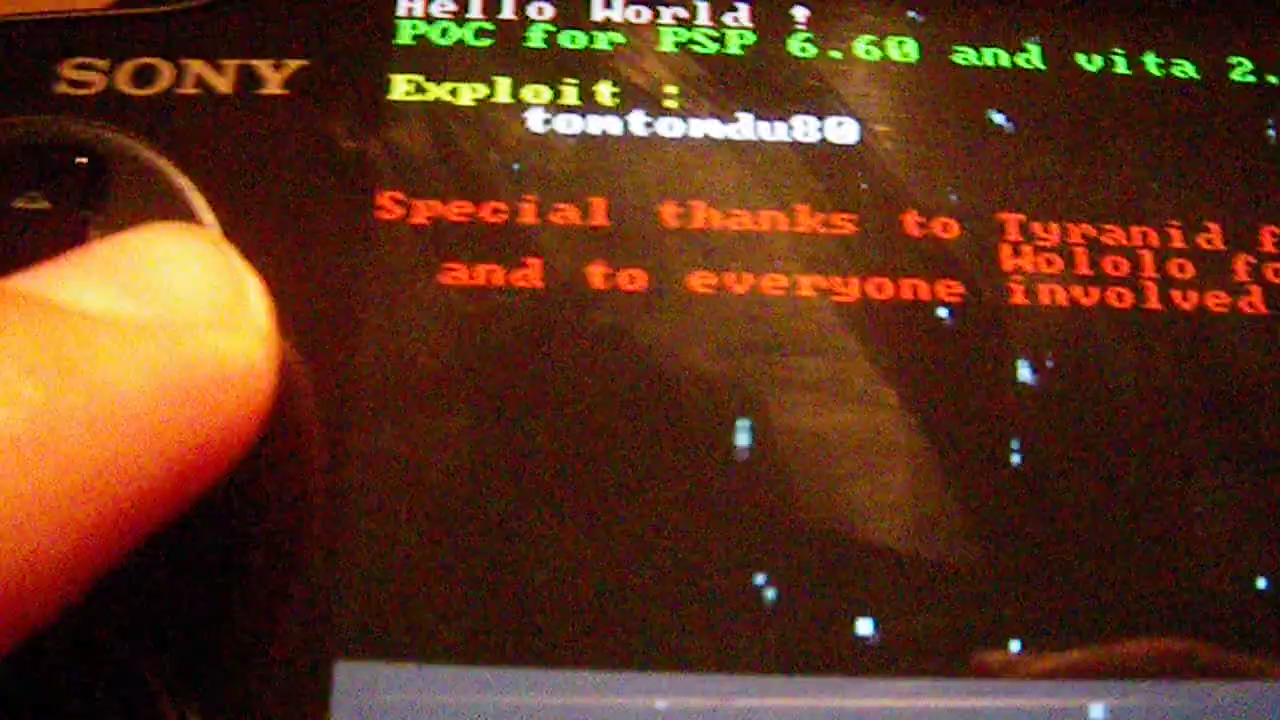 Hello World !
POC for PSP 6.60 and vita 2.
SONY
Exploit :
tontondu80
Special thanks to Tyranid f
Wololo fo
and to everyone involved